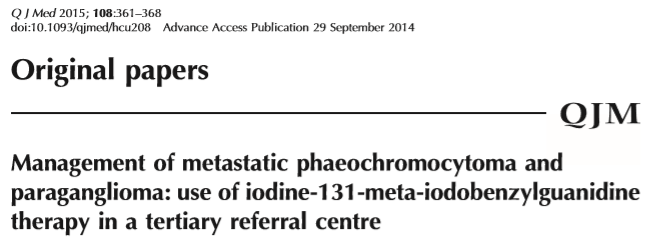 Q J Med 2015; 108:361–368
doi:10.1093/qjmed/hcu208 Advance Access Publication 29 September 2014
Original papers
QJM
Management of metastatic phaeochromocytoma and
paraganglioma: use of iodine-131-meta-iodobenzylguanidine
therapy in a tertiary referral centre